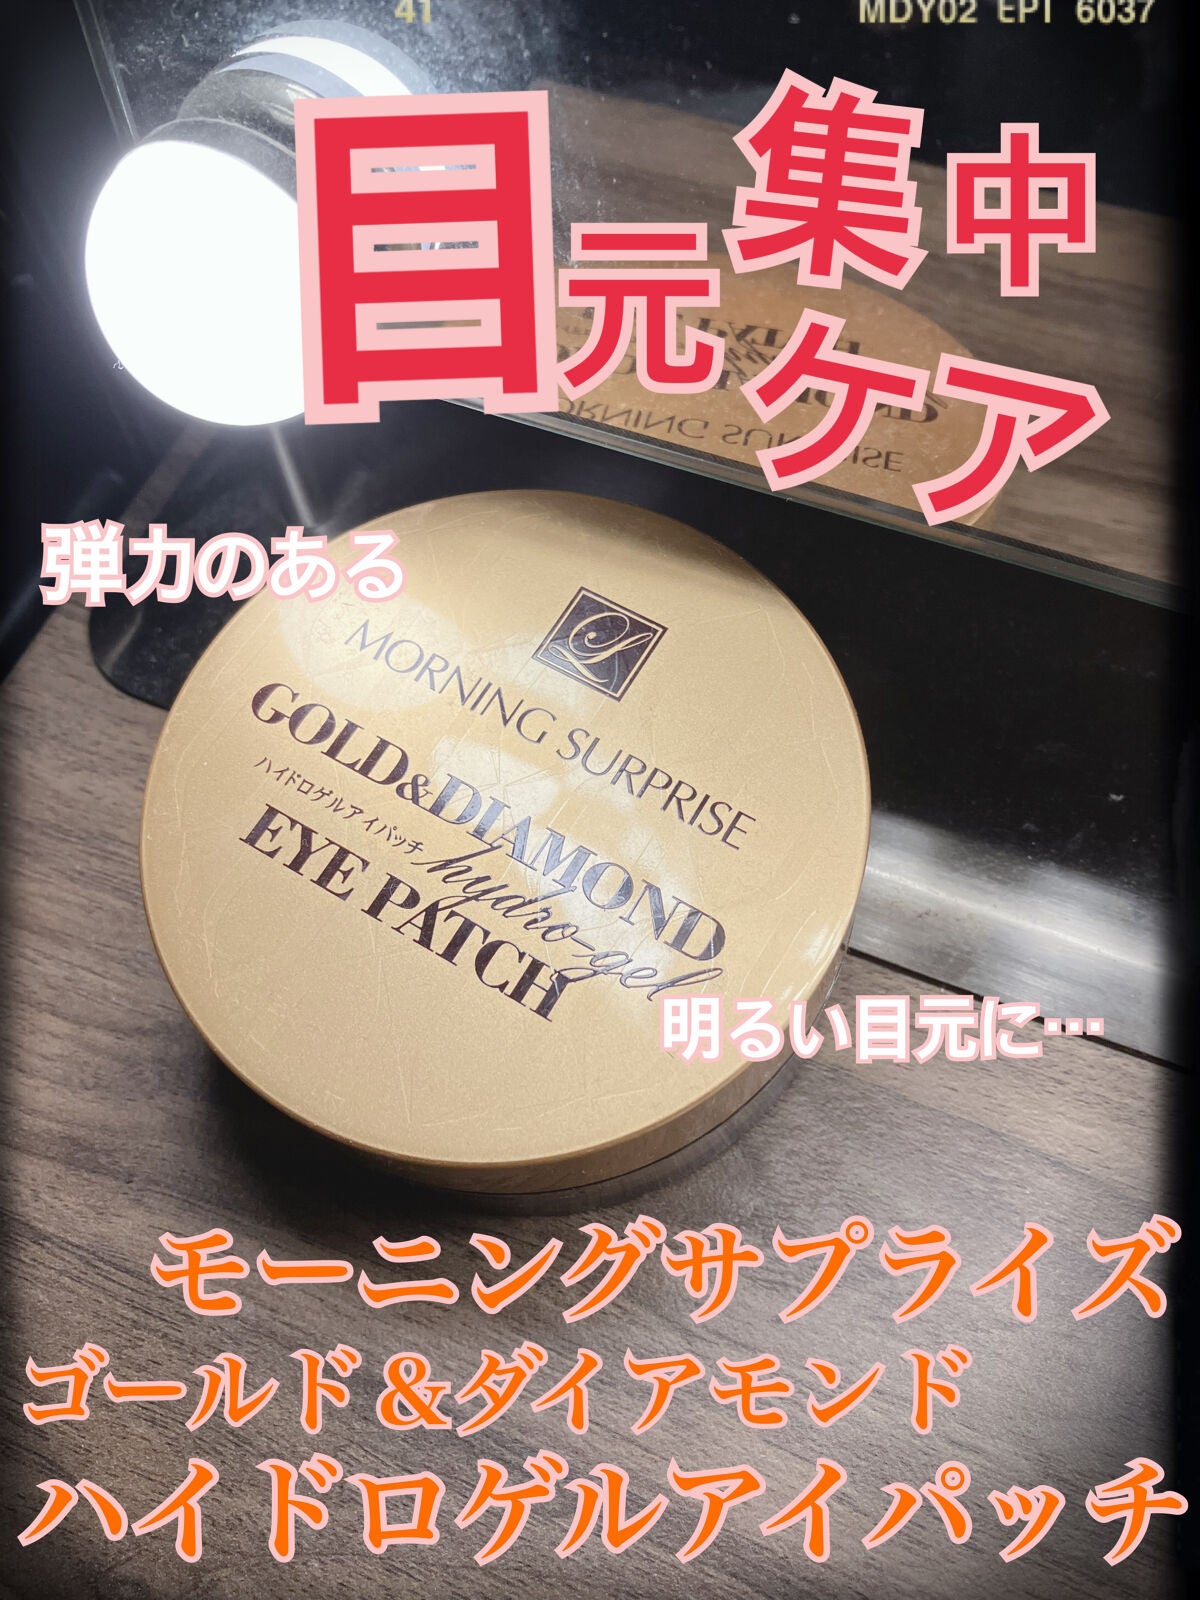 41
MDY02 EPI 6037
目元
集中
ケア
弾力のある
MORNING SURPRISE
GOLD&DIAMOND
ハイドロゲルアイパッチ hydro-gel
EYE PATCH
明るい目元に…
モーニングサプライズ
ゴールド&ダイアモンド
ハイドロゲルアイパッチ